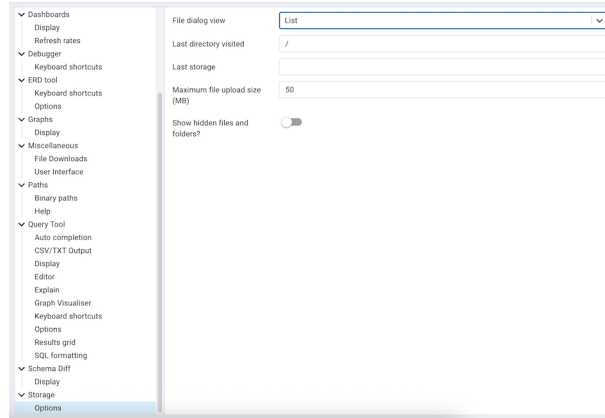 Dashboards
Display
Refresh rates
Debugger
Keyboard shortcuts
ERD tool
Keyboard shortcuts
Options
Graphs
Display
Miscellaneous
File Downloads
User Interface
Paths
Binary paths
Help
Query Tool
Auto completion
CSV/TXT Output
Display
Editor
Explain
Graph Visualiser
Keyboard shortcuts
Options
Results grid
SQL formatting
Schema Diff
Display
Storage
Options
File dialog view
List
Last directory visited
/
Last storage
Maximum file upload size
(MB)
50
Show hidden files and
folders?